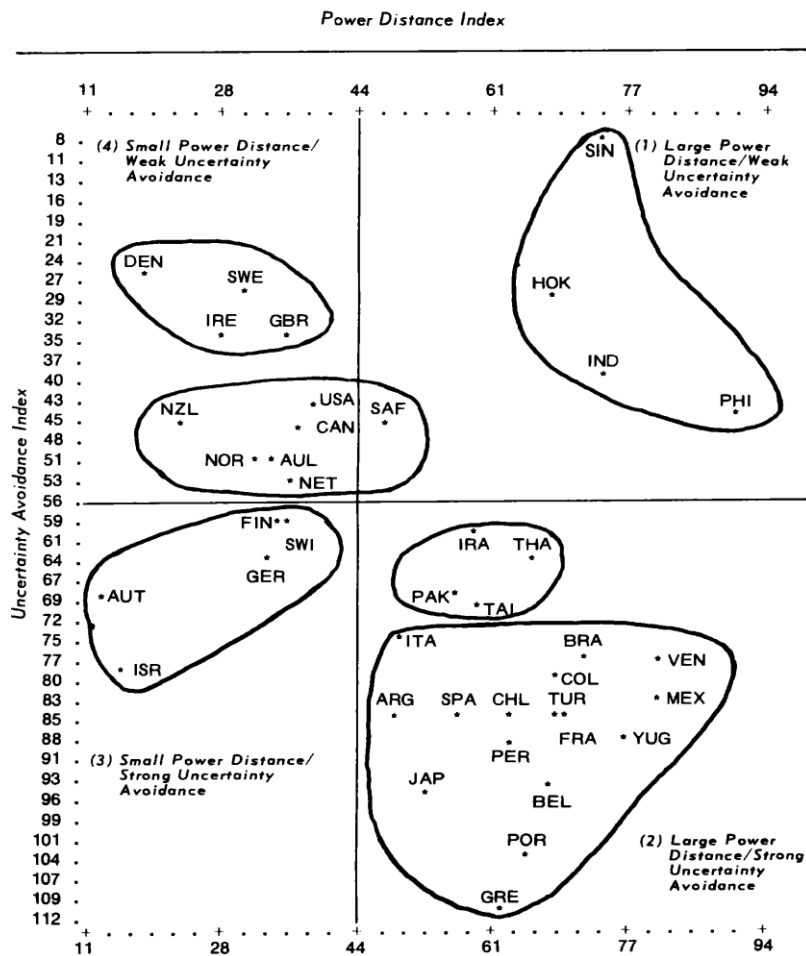 Power Distance Index
11 28 44 61 77 94
(4) Small Power Distance/
Weak Uncertainty
Avoidance
(1) Large Power
Distance/Weak
Uncertainty
Avoidance
Uncertainty Avoidance Index
8
11
13
16
18
21
24
27
29
32
35
37
40
43
45
48
51
53
56
59
61
64
67
69
72
75
77
80
83
85
88
91
93
96
99
101
104
107
109
112
SIN
DEN
SWE
HOK
IRE GBR
IND
PHI
NZL USA SAF
CAN
NOR AUL
NET
FIN
SWI
GER
AUT
ISR
IRA THA
PAK
TAI
ITA BRA
VEN
COL
ARG SPA CHL TUR MEX
FRA YUG
PER
JAP
BEL
POR
GRE
(3) Small Power Distance/
Strong Uncertainty
Avoidance
(2) Large Power
Distance/Strong
Uncertainty
Avoidance
11 28 44 61 77 94